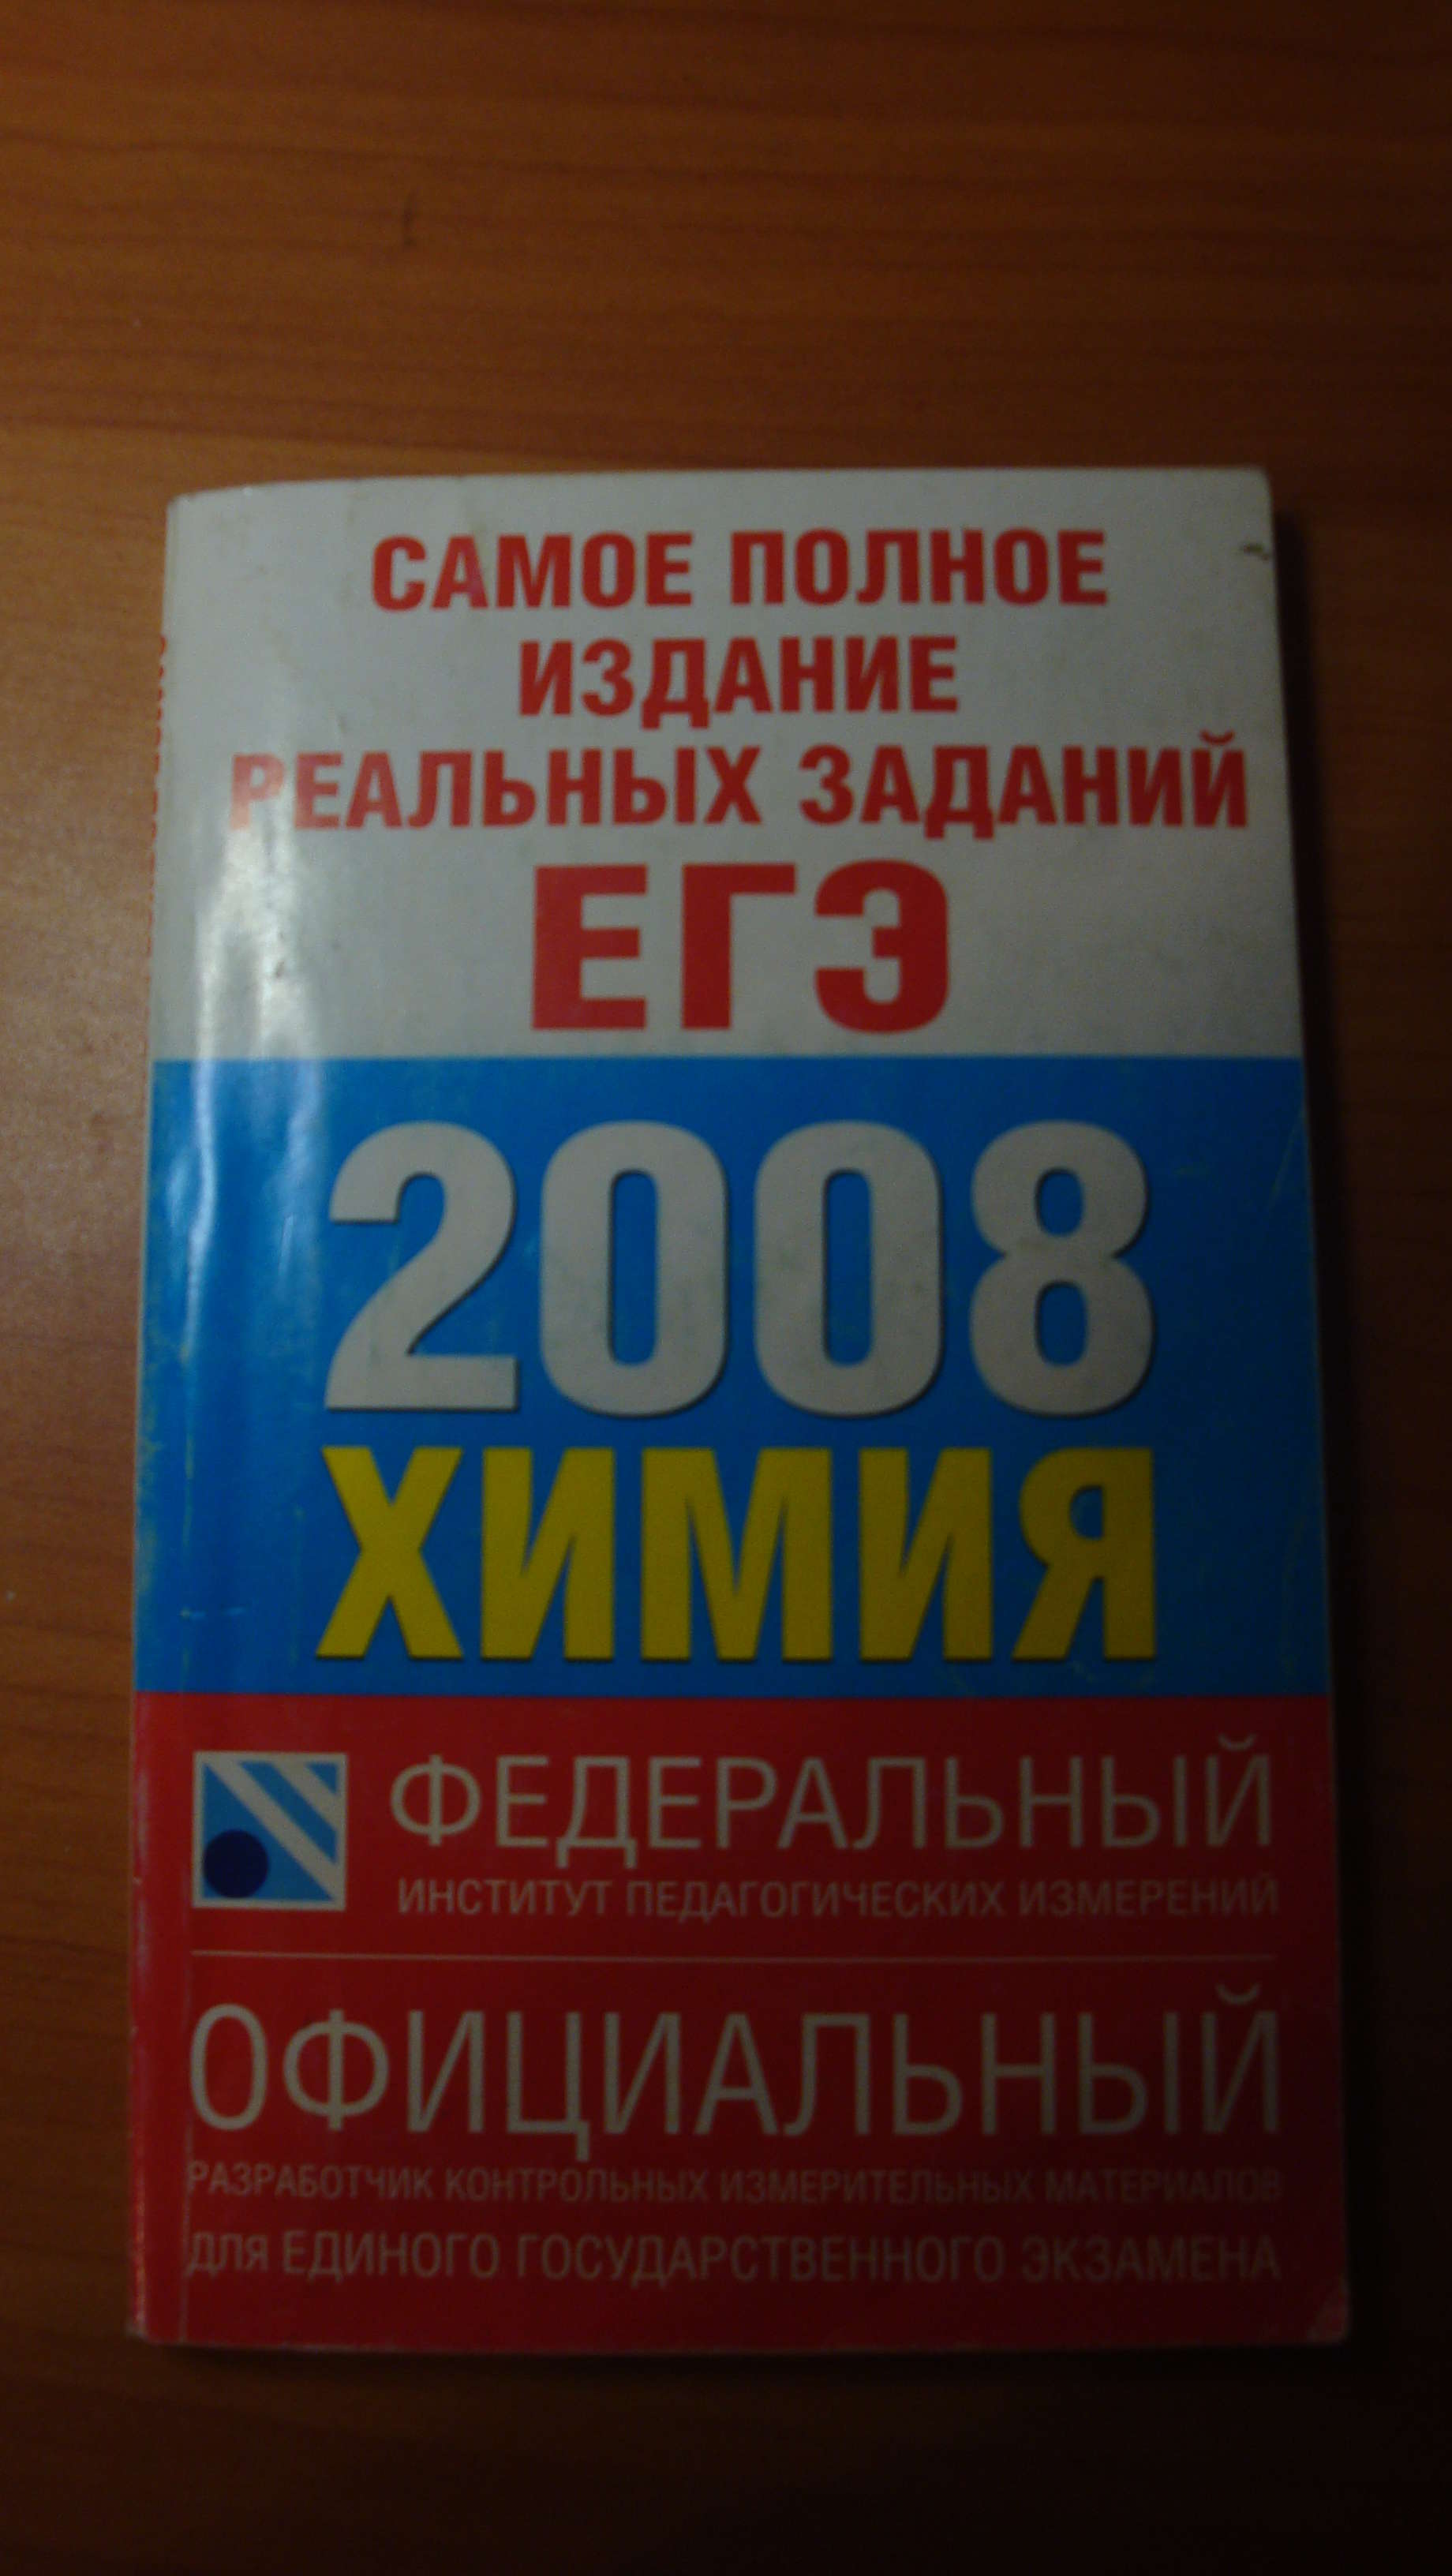 САМОЕ ПОЛНОЕ
ИЗДАНИЕ
РЕАЛЬНЫХ ЗАДАНИЙ
ЕГЭ
2008
ХИМИЯ
ФЕДЕРАЛЬНЫЙ
ИНСТИТУТ ПЕДАГОГИЧЕСКИХ ИЗМЕРЕНИЙ
ОФИЦИАЛЬНЫЙ
РАЗРАБОТЧИК КОНТРОЛЬНЫХ ИЗМЕРИТЕЛЬНЫХ МАТЕРИАЛОВ
ДЛЯ ЕДИНОГО ГОСУДАРСТВЕННОГО ЭКЗАМЕНА